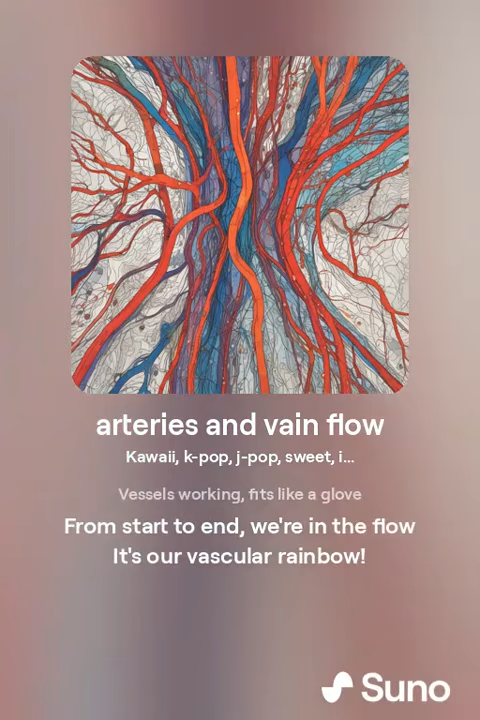 arteries and vain flow
Kawaii, k-pop, j-pop, sweet, i...
Vessels working, fits like a glove
From start to end, we're in the flow
It's our vascular rainbow!
Suno